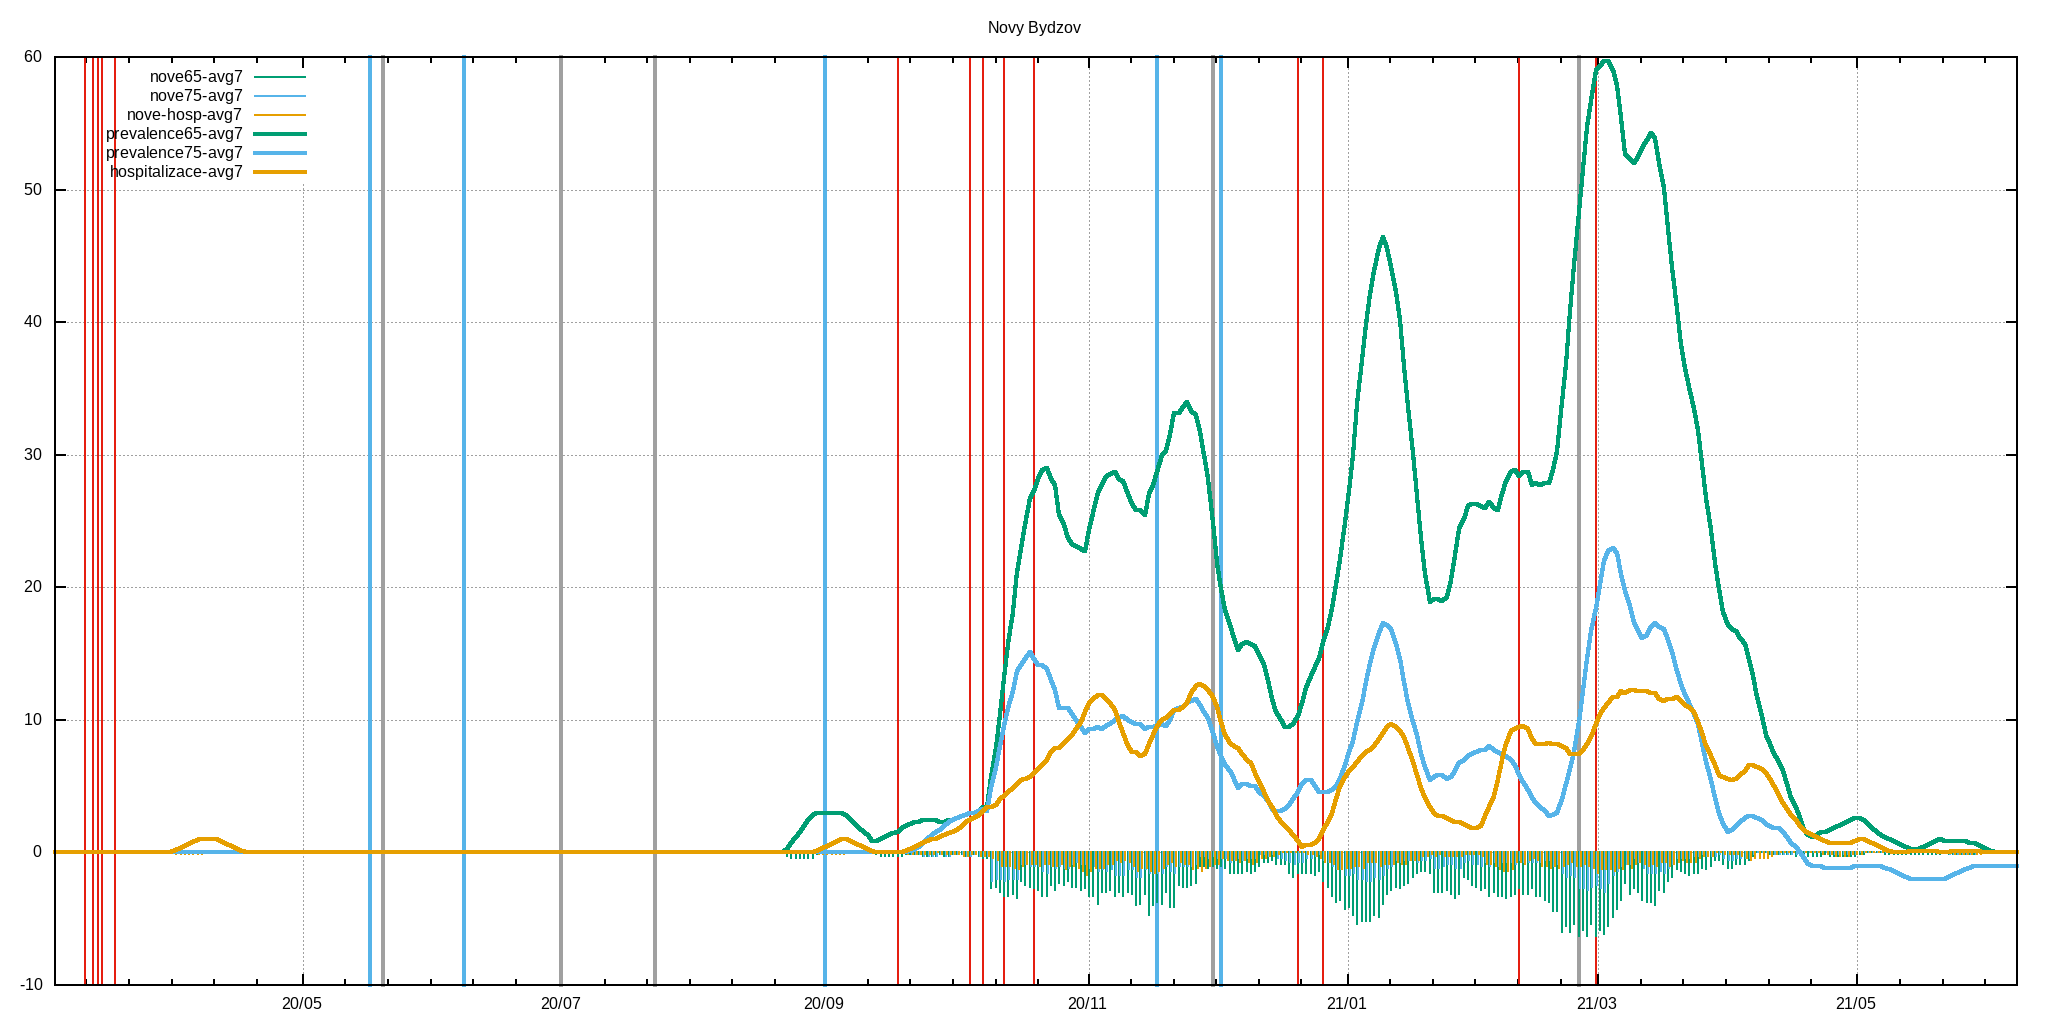 Novy Bydzov
60
50
40
30
20
10
0
-10
nove65-avg7
nove75-avg7
nove-hosp-avg7
prevalence65-avg7
prevalence75-avg7
hospitalizace-avg7
20/05 20/07 20/09 20/11 21/01 21/03 21/05